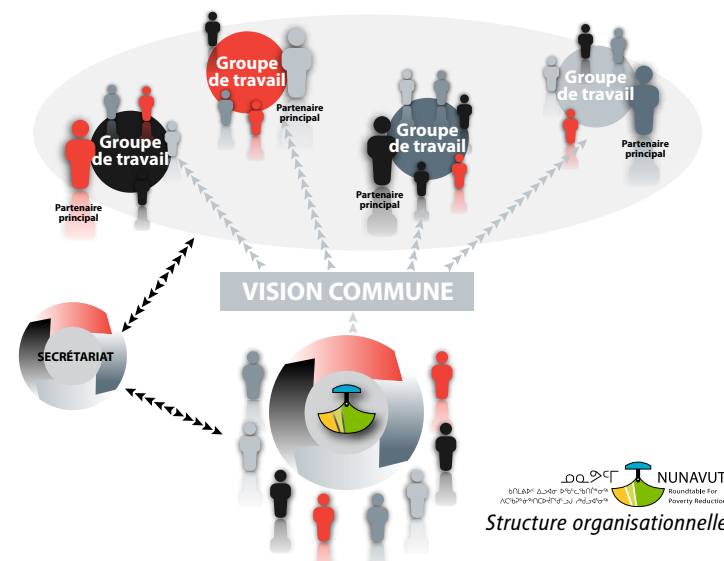 Groupe
de travail
Partenaire
principal
Groupe
de travail
Partenaire
principal
Groupe
de travail
Partenaire
principal
Groupe
de travail
Partenaire
principal
VISION COMMUNE
SECRÉTARIAT
ᓄᓇᕗᑦᒥ
NUNAVUT
Roundtable For
Poverty Reduction
Structure organisationnelle